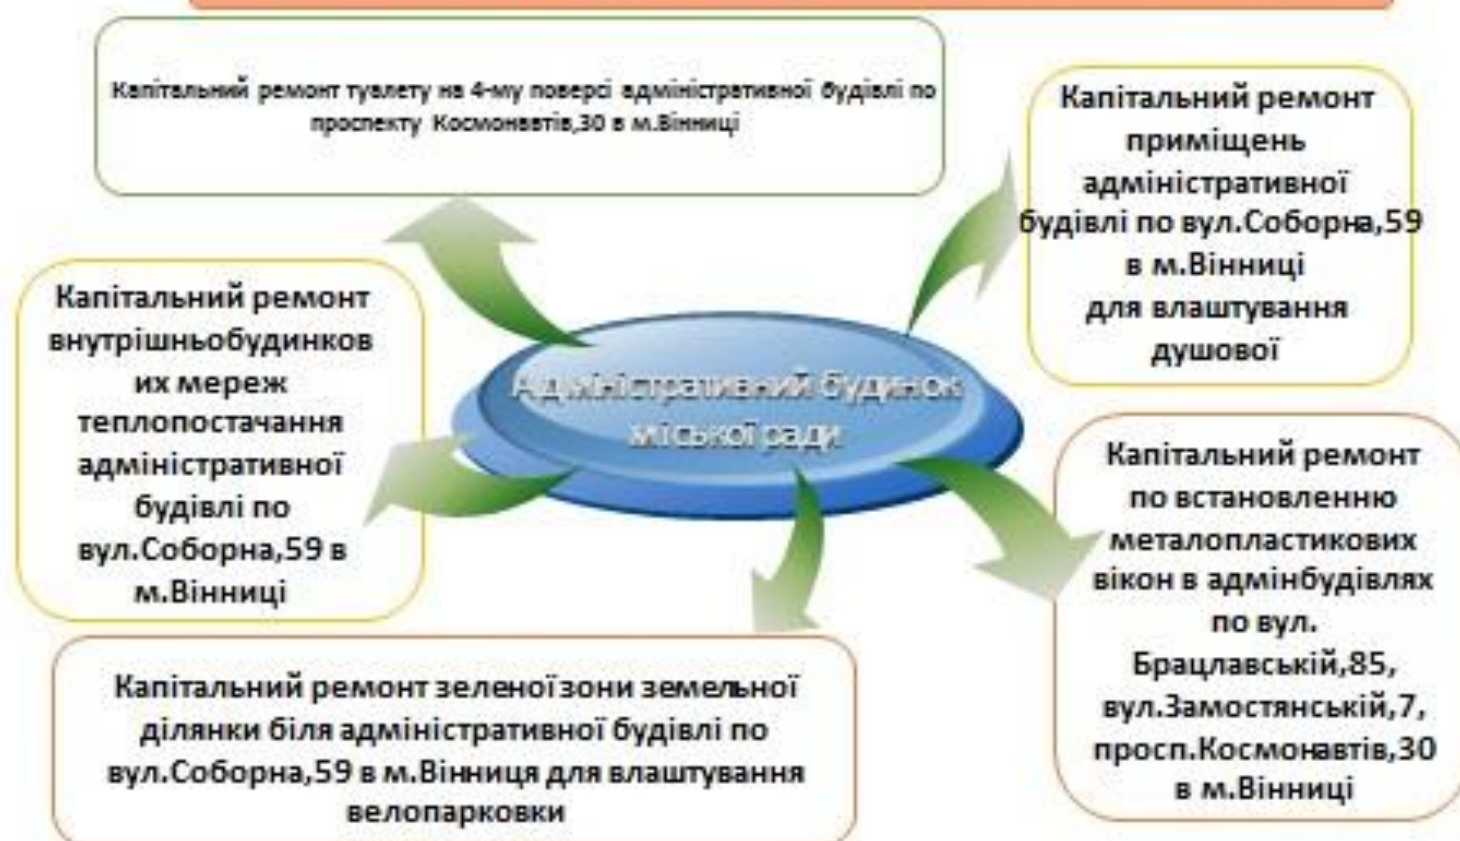 Капітальний ремонт туалету на 4-му поверсі адміністративної будівлі по
проспекту Космонавтів,30 в м.Вінниці
Капітальний ремонт
приміщень
адміністративної
будівлі по вул.Соборна,59
в м.Вінниці
для влаштування
душової
Капітальний ремонт
внутрішньобудинков
их мереж
теплопостачання
адміністративної
будівлі по
вул.Соборна,59 в
м.Вінниці
Адміністративний будинок
міської ради
Капітальний ремонт
по встановленню
металопластикових
вікон в адмінбудівлях
по вул.
Брацлавській,85,
вул.Замостянській,7,
просп.Космонавтів,30
в м.Вінниці
Капітальний ремонт зеленої зони земельної
ділянки біля адміністративної будівлі по
вул.Соборна,59 в м.Вінниця для влаштування
велопарковки